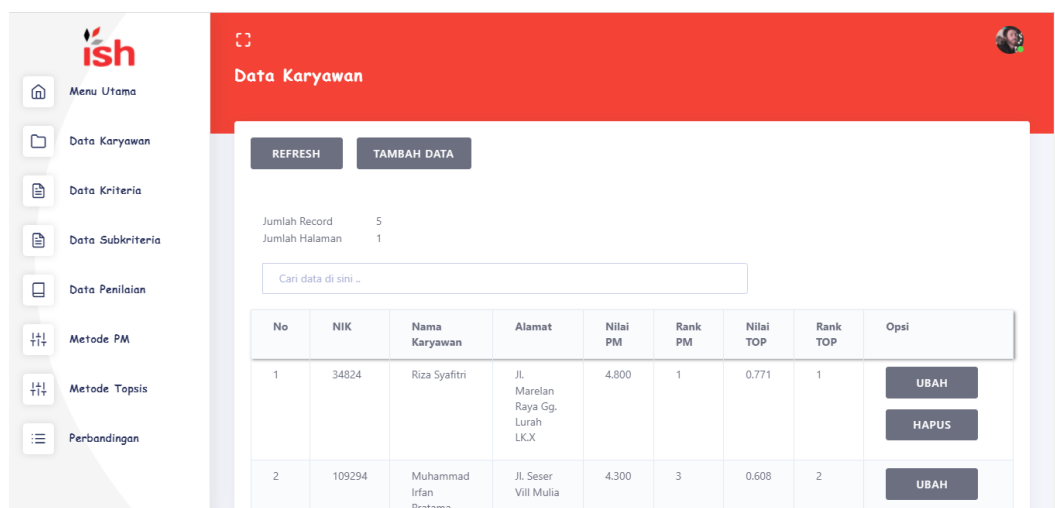 ish
Menu Utama
Data Karyawan
Data Kriteria
Data Subkriteria
Data Penilaian
Metode PM
Metode Topsis
Perbandingan
Data Karyawan
REFRESH TAMBAH DATA
Jumlah Record 5
Jumlah Halaman 1
Cari data di sini ..
No NIK Nama Karyawan Alamat Nilai PM Rank PM Nilai TOP Rank TOP Opsi
1 34824 Riza Syafitri Jl. Marelan Raya Gg. Lurah LK.X 4.800 1 0.771 1 UBAH HAPUS
2 109294 Muhammad Irfan Pratama Jl. Seser Vill Mulia 4.300 3 0.608 2 UBAH